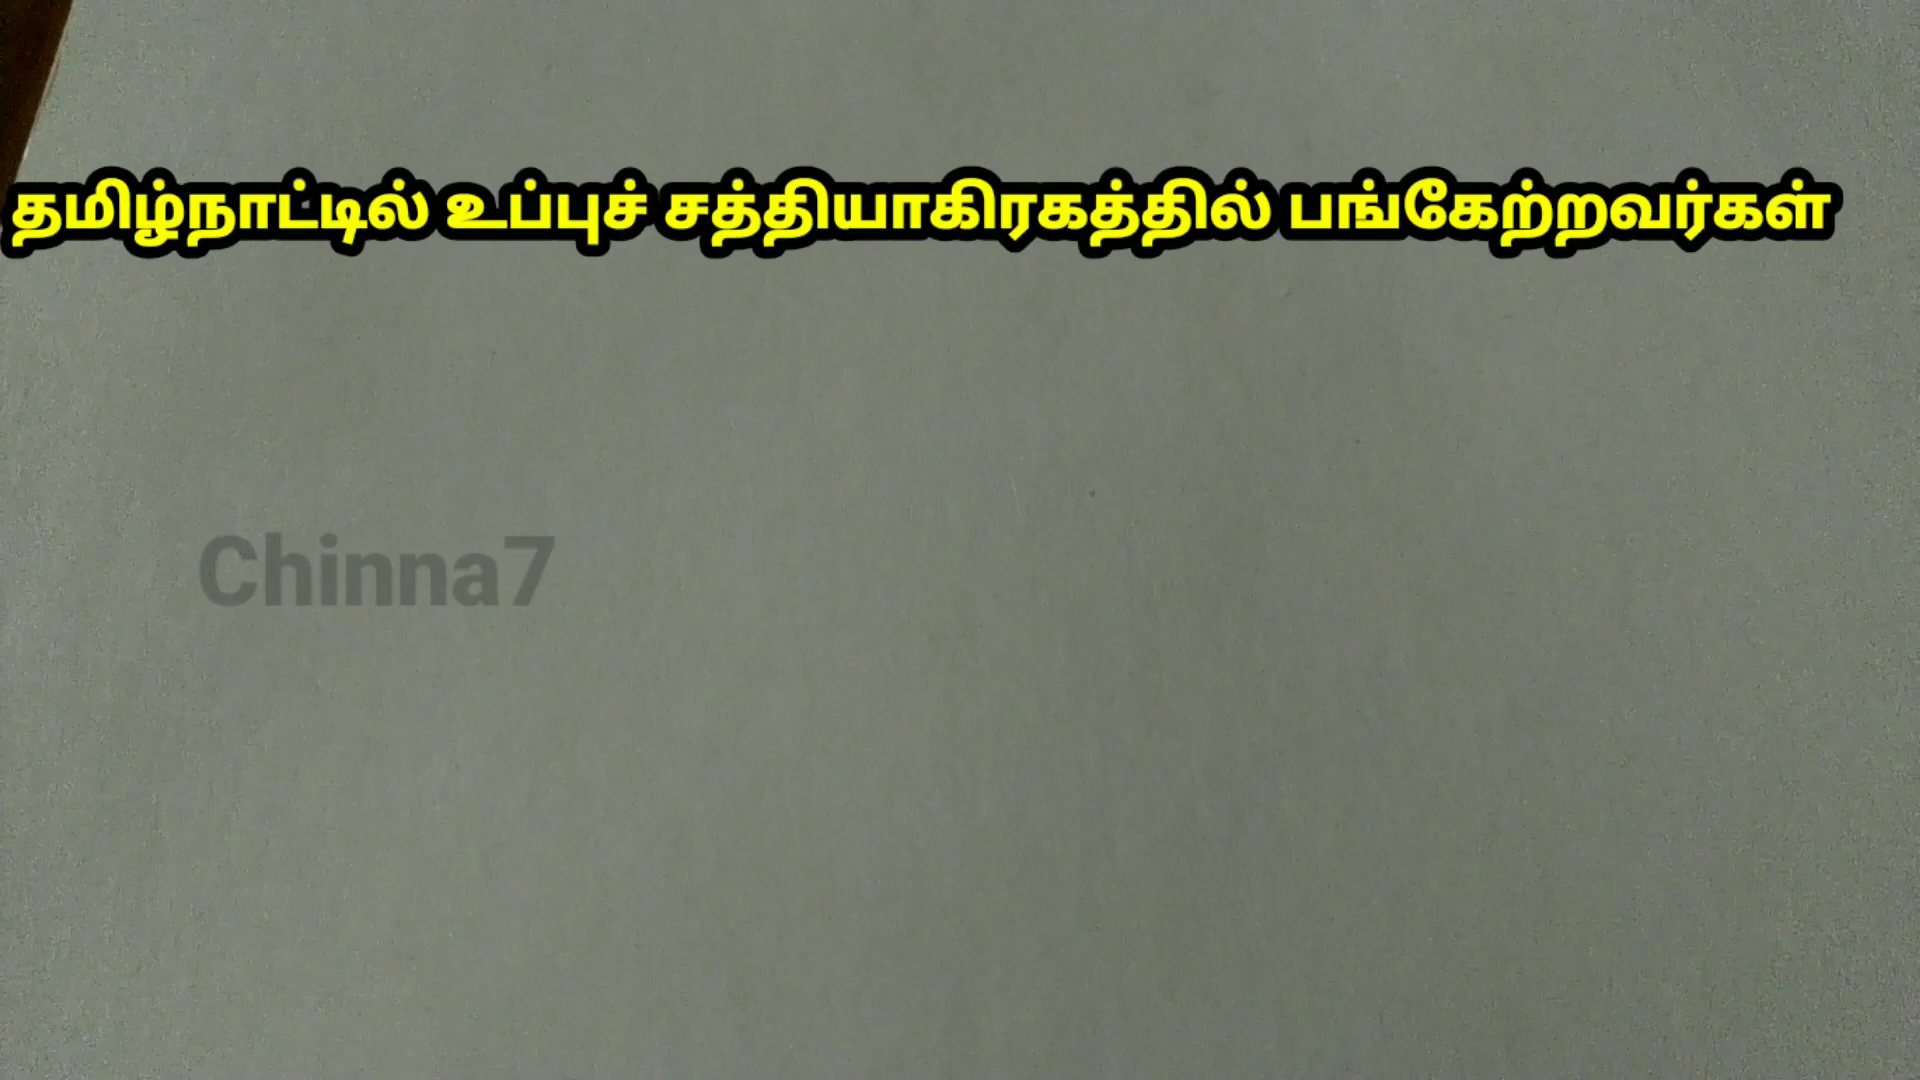 தமிழ்நாட்டில் உப்புச் சத்தியாகிரகத்தில் பங்கேற்றவர்கள்
Chinna7